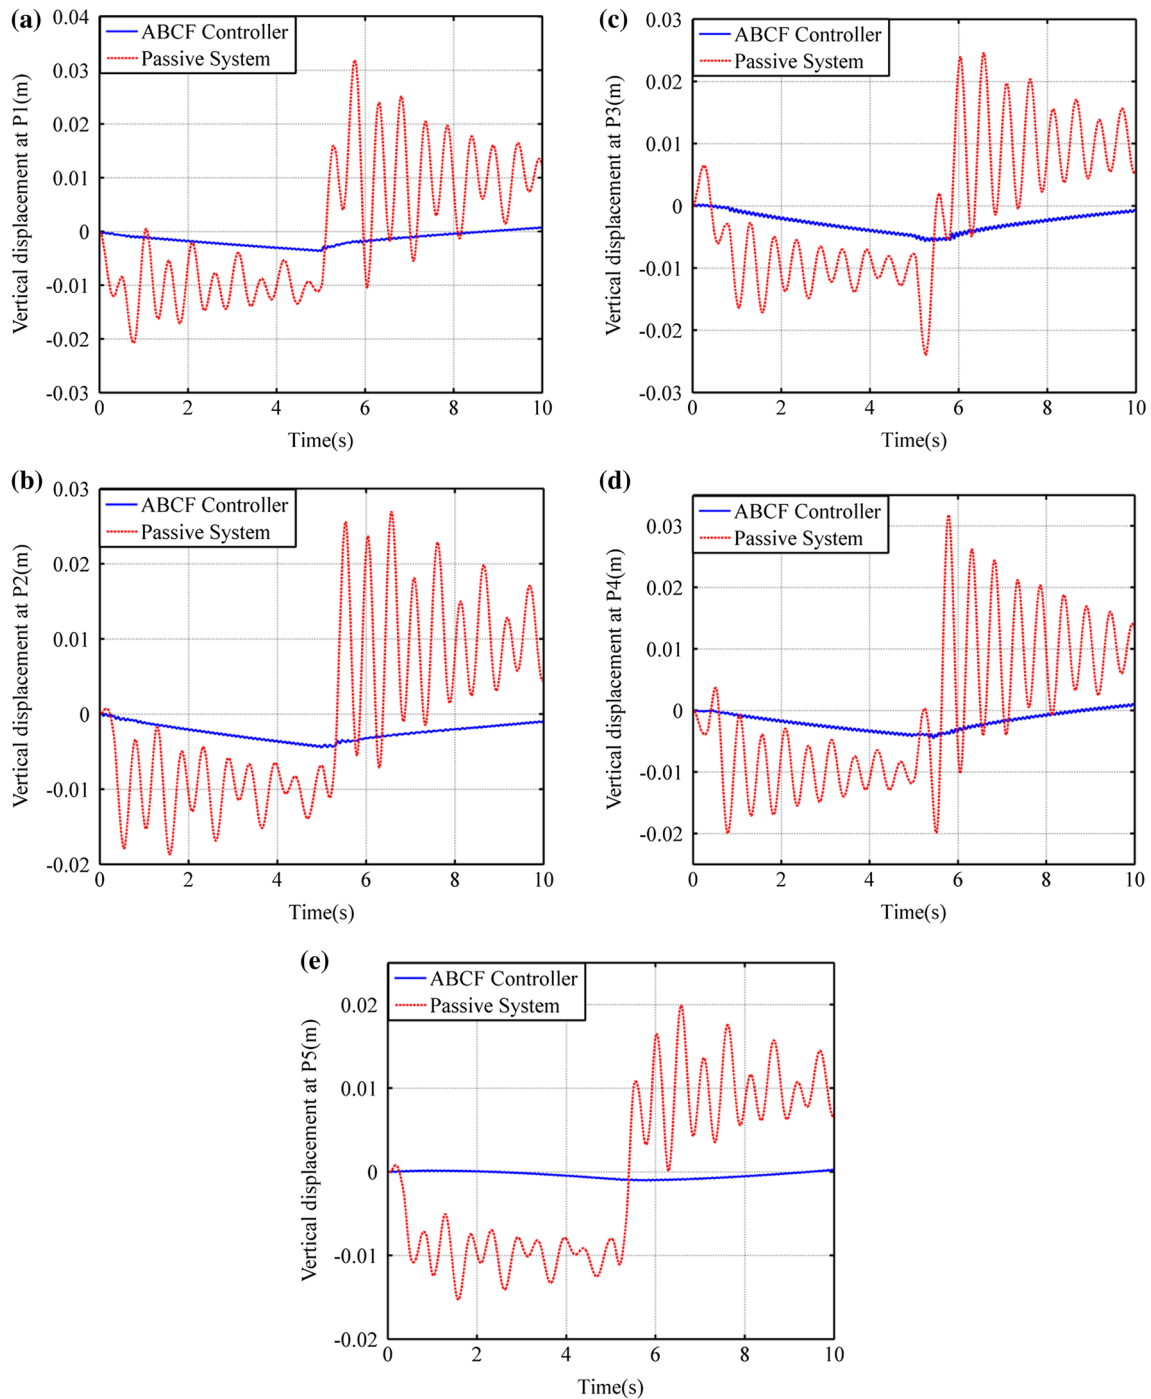 (a)
0.04
0.03
0.02
0.01
0
-0.01
-0.02
-0.03
Vertical displacement at P1(m)
ABCF Controller
Passive System
0 2 4 6 8 10
Time(s)
(c)
0.03
0.02
0.01
0
-0.01
-0.02
-0.03
Vertical displacement at P3(m)
ABCF Controller
Passive System
0 2 4 6 8 10
Time(s)
(b)
0.03
0.02
0.01
0
-0.01
-0.02
Vertical displacement at P2(m)
ABCF Controller
Passive System
0 2 4 6 8 10
Time(s)
(d)
0.03
0.02
0.01
0
-0.01
-0.02
Vertical displacement at P4(m)
ABCF Controller
Passive System
0 2 4 6 8 10
Time(s)
(e)
0.02
0.01
0
-0.01
-0.02
Vertical displacement at P5(m)
ABCF Controller
Passive System
0 2 4 6 8 10
Time(s)